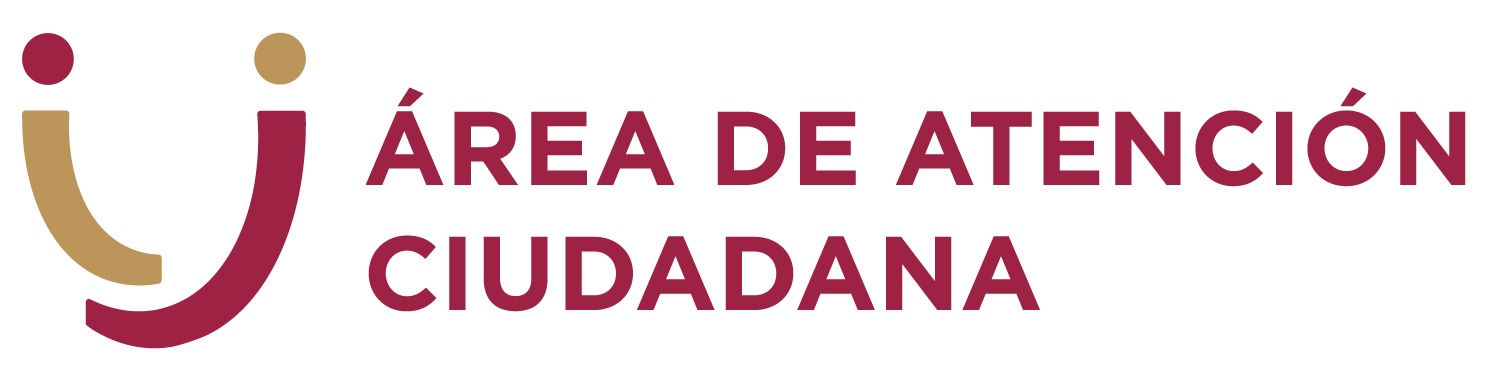 ÁREA DE ATENCIÓN
CIUDADANA